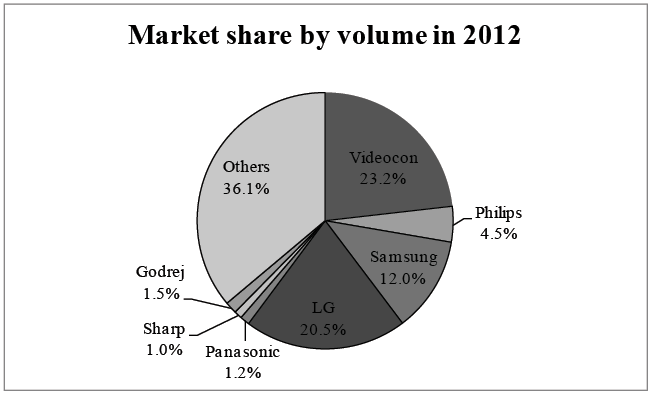 Market share by volume in 2012
Videocon
23.2%
Philips
4.5%
Samsung
12.0%
LG
20.5%
Panasonic
1.2%
Sharp
1.0%
Godrej
1.5%
Others
36.1%